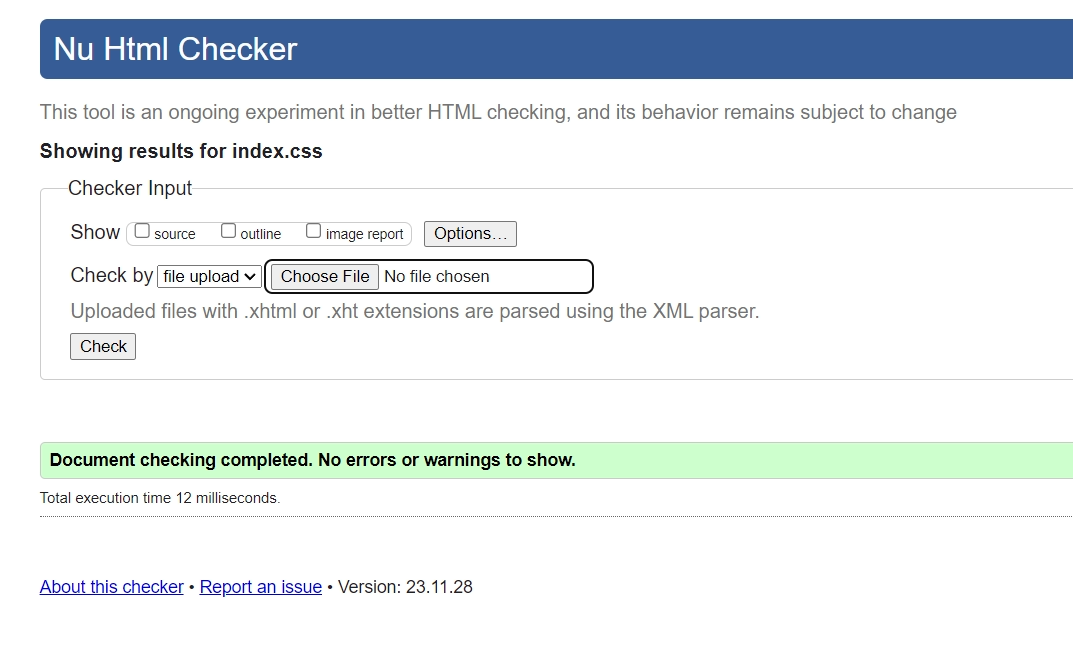 Nu Html Checker
This tool is an ongoing experiment in better HTML checking, and its behavior remains subject to change
Showing results for index.css
Checker Input
Show source outline image report Options...
Check by file upload Choose File No file chosen
Uploaded files with .xhtml or .xht extensions are parsed using the XML parser.
Check
Document checking completed. No errors or warnings to show.
Total execution time 12 milliseconds.
About this checker • Report an issue • Version: 23.11.28